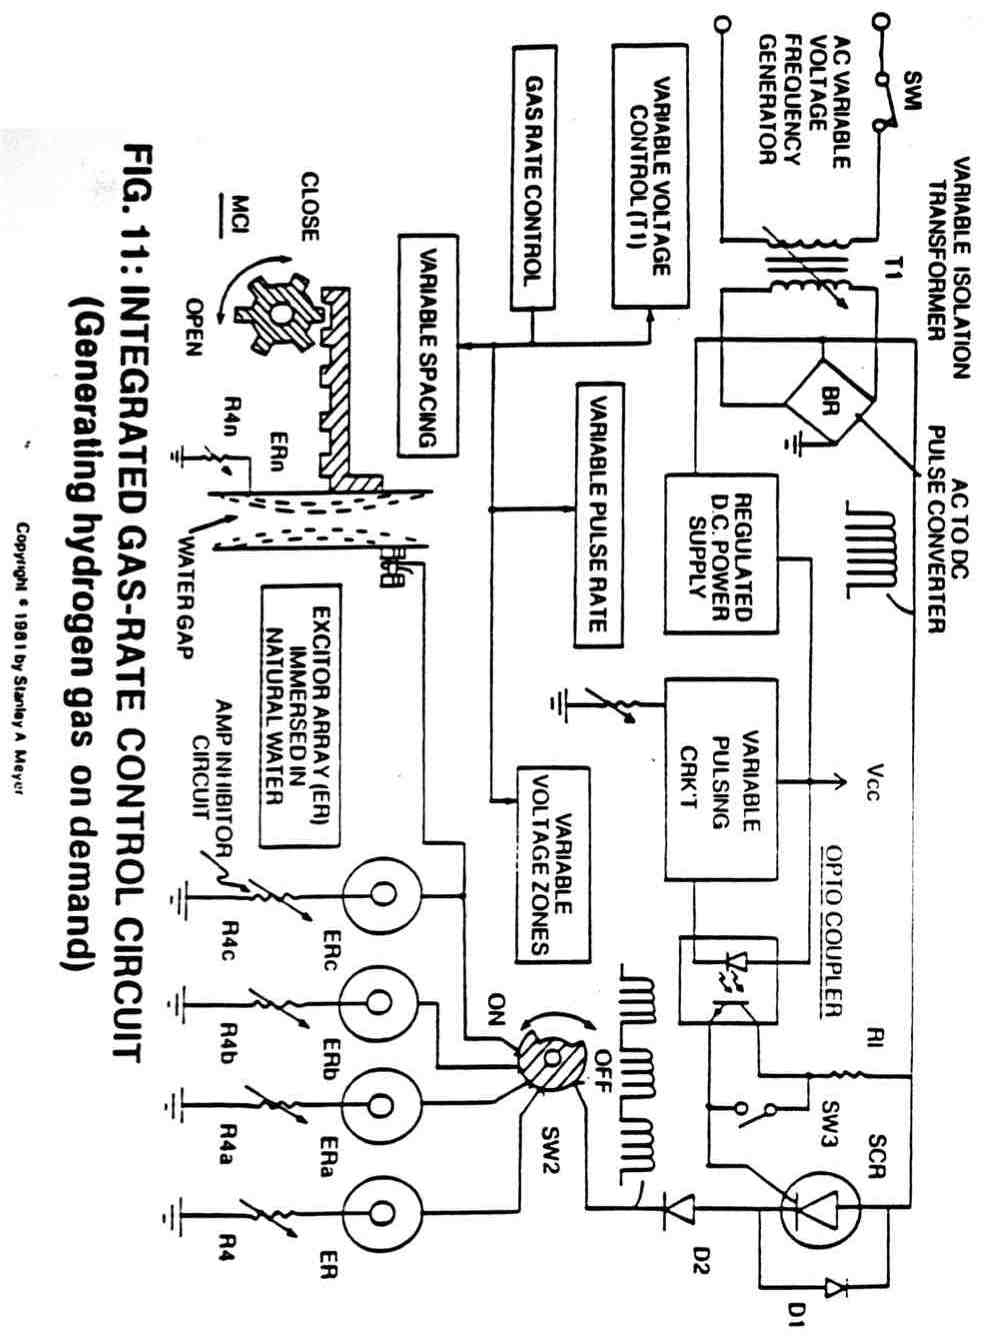 VARIABLE ISOLATION
TRANSFORMER
AC TO DC
PULSE CONVERTER
SWI
T1
AC VARIABLE
VOLTAGE
FREQUENCY
GENERATOR
BR
Vcc
OPTO COUPLER
RI
SW3
SCR
D1
D2
REGULATED
D.C. POWER
SUPPLY
VARIABLE
PULSING
CRK'T
VARIABLE VOLTAGE
CONTROL (T1)
GAS RATE CONTROL
VARIABLE PULSE RATE
VARIABLE
VOLTAGE ZONES
VARIABLE SPACING
OFF
ON
SW2
CLOSE
MCI
OPEN
R4n
ERn
WATER GAP
EXCITOR ARRAY (ER)
IMMERSED IN
NATURAL WATER
AMP INHIBITOR
CIRCUIT
ERc
R4c
ERb
R4b
ERa
R4a
ER
R4
FIG. 11: INTEGRATED GAS-RATE CONTROL CIRCUIT
(Generating hydrogen gas on demand)
Copyright © 1981 by Stanley A Meyer